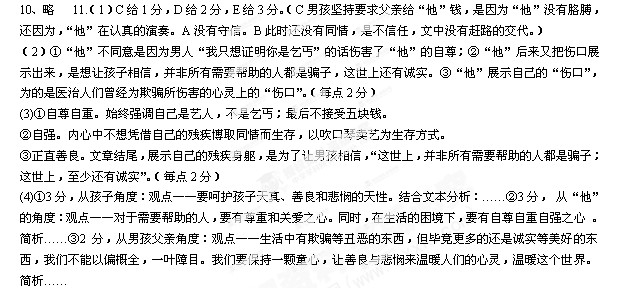 10、略    11.(1)C 给 1 分，D 给 2 分，E 给 3 分。(C 男孩坚持要求父亲给“他”钱，是因为“他”没有胳膊，
还因为，“他”在认真的演奏。A 没有守信。B 此时还没有同情，是不信任，文中没有赶路的交代。)
(2)①“他”不同意是因为男人“我只想证明你是乞丐”的话伤害了“他”的自尊；②“他”后来又把伤口展
示出来，是想让孩子相信，并非所有需要帮助的人都是骗子，这世上还有诚实。③“他”展示自己的“伤口”，
为的是医治人们曾经为欺骗所伤害的心灵上的“伤口”。(每点 2 分)
(3)①自尊自重。始终强调自己是艺人，不是乞丐；最后不接受五块钱。
②自强。内心中不想凭借自己的残疾博取同情而生存，以吹口琴卖艺为生存方式。
③正直善良。文章结尾，展示自己的残疾身躯，是为了让男孩相信，“这世上，并非所有需要帮助的人都是骗子；
这世上，至少还有诚实”。(每点 2 分)
(4)①3 分，从孩子角度：观点一一要呵护孩子天真、善良和悲悯的天性。结合文本分析：……②3 分， 从“他”
的角度：观点一一对于需要帮助的人，要有尊重和关爱之心。同时，在生活的困境下，要有自尊自重自强之心 。
简析……③2 分，从男孩父亲角度：观点一一生活中有欺骗等丑恶的东西，但毕竟更多的还是诚实等美好的东
西，我们不能以偏概全，一叶障目。我们要保持一颗童心，让善良与悲悯来温暖人们的心灵，温暖这个世界。
简析……